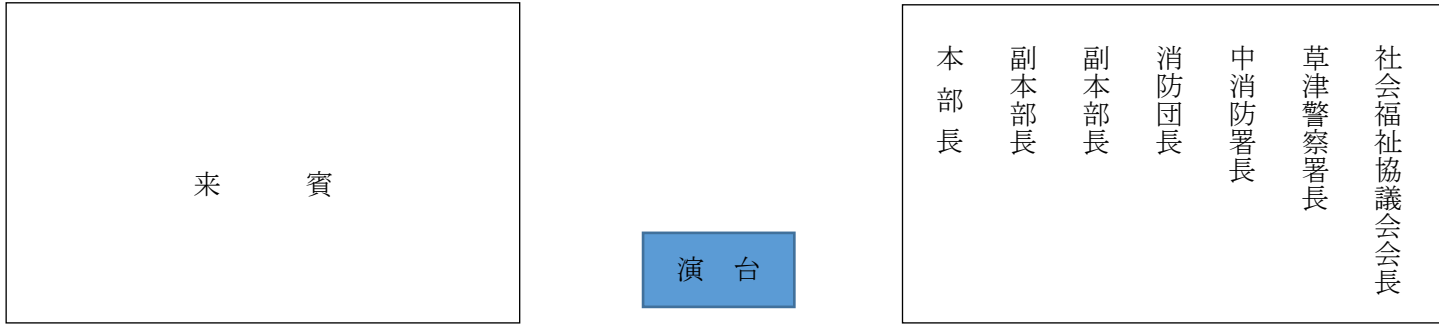 来　賓
演　台
本部長
副本部長
副本部長
消防団長
中消防署長
草津警察署長
社会福祉協議会会長